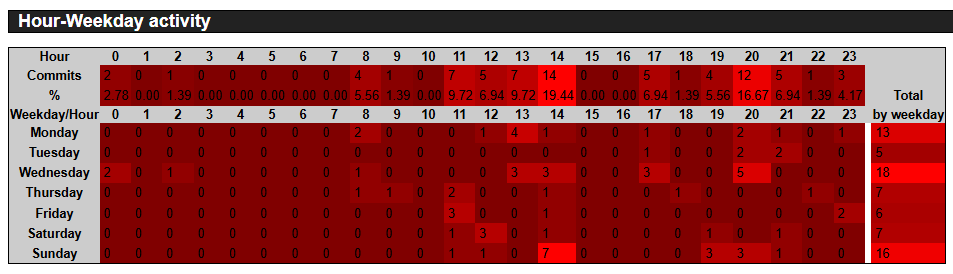 Hour-Weekday activity
Hour 0 1 2 3 4 5 6 7 8 9 10 11 12 13 14 15 16 17 18 19 20 21 22 23
Commits 2 0 1 0 0 0 0 0 4 1 0 7 5 7 14 0 0 5 1 4 12 5 1 3
% 2.78 0.00 1.39 0.00 0.00 0.00 0.00 0.00 5.56 1.39 0.00 9.72 6.94 9.72 19.44 0.00 0.00 6.94 1.39 5.56 16.67 6.94 1.39 4.17 Total
Weekday/Hour 0 1 2 3 4 5 6 7 8 9 10 11 12 13 14 15 16 17 18 19 20 21 22 23 by weekday
Monday 0 0 0 0 0 0 0 0 2 0 0 0 1 4 1 0 0 1 0 0 2 1 0 1 13
Tuesday 0 0 0 0 0 0 0 0 0 0 0 0 0 0 0 0 0 1 0 0 2 2 0 0 5
Wednesday 2 0 1 0 0 0 0 0 1 0 0 0 0 3 3 0 0 3 0 0 5 0 0 0 18
Thursday 0 0 0 0 0 0 0 0 1 1 0 2 0 0 1 0 0 0 1 0 0 0 1 0 7
Friday 0 0 0 0 0 0 0 0 0 0 0 3 0 0 1 0 0 0 0 0 0 0 0 2 6
Saturday 0 0 0 0 0 0 0 0 0 0 0 1 3 0 1 0 0 0 0 1 0 1 0 0 7
Sunday 0 0 0 0 0 0 0 0 0 0 0 1 1 0 7 0 0 0 0 3 3 1 0 0 16